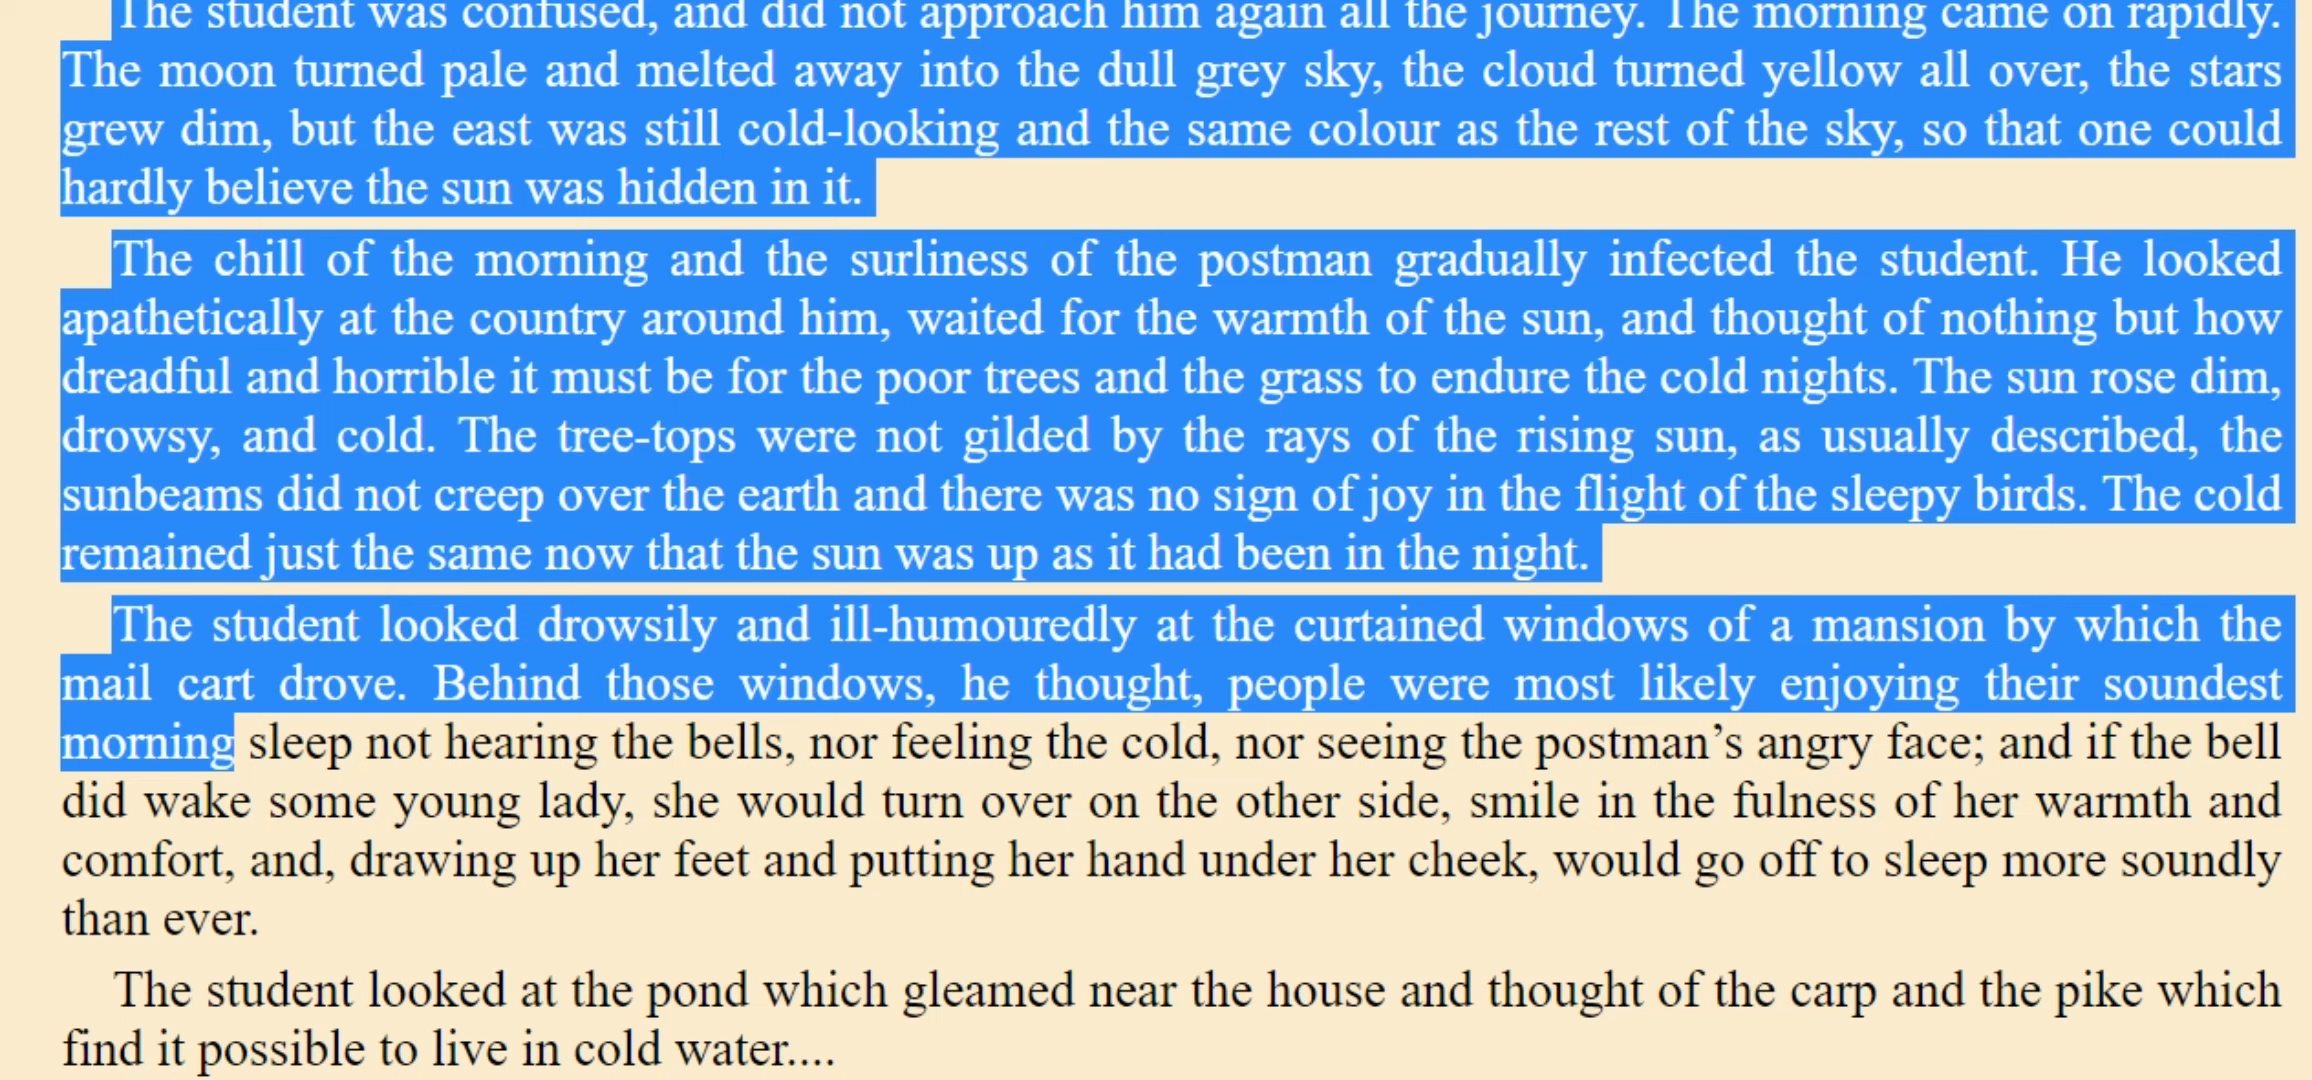 The student was confused, and did not approach him again all the journey. The morning came on rapidly.
The moon turned pale and melted away into the dull grey sky, the cloud turned yellow all over, the stars
grew dim, but the east was still cold-looking and the same colour as the rest of the sky, so that one could
hardly believe the sun was hidden in it.
The chill of the morning and the surliness of the postman gradually infected the student. He looked
apathetically at the country around him, waited for the warmth of the sun, and thought of nothing but how
dreadful and horrible it must be for the poor trees and the grass to endure the cold nights. The sun rose dim,
drowsy, and cold. The tree-tops were not gilded by the rays of the rising sun, as usually described, the
sunbeams did not creep over the earth and there was no sign of joy in the flight of the sleepy birds. The cold
remained just the same now that the sun was up as it had been in the night.
The student looked drowsily and ill-humouredly at the curtained windows of a mansion by which the
mail cart drove. Behind those windows, he thought, people were most likely enjoying their soundest
morning sleep not hearing the bells, nor feeling the cold, nor seeing the postman’s angry face; and if the bell
did wake some young lady, she would turn over on the other side, smile in the fulness of her warmth and
comfort, and, drawing up her feet and putting her hand under her cheek, would go off to sleep more soundly
than ever.
The student looked at the pond which gleamed near the house and thought of the carp and the pike which
find it possible to live in cold water....